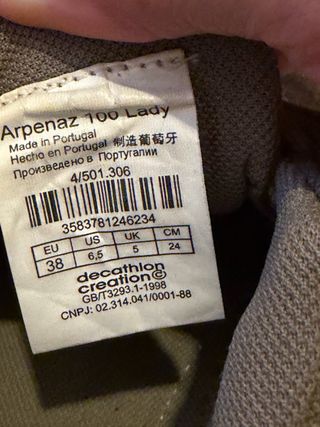 Arpenaz 100 Lady
Made in Portugal
Hecho en Portugal 制造葡萄牙
Произведено в Португалии
4/501.306
3583781246234
EU US UK CM
38 6,5 5 24
decathlon
creation©
GB/T3293.1-1998
CNPJ: 02.314.041/0001-88